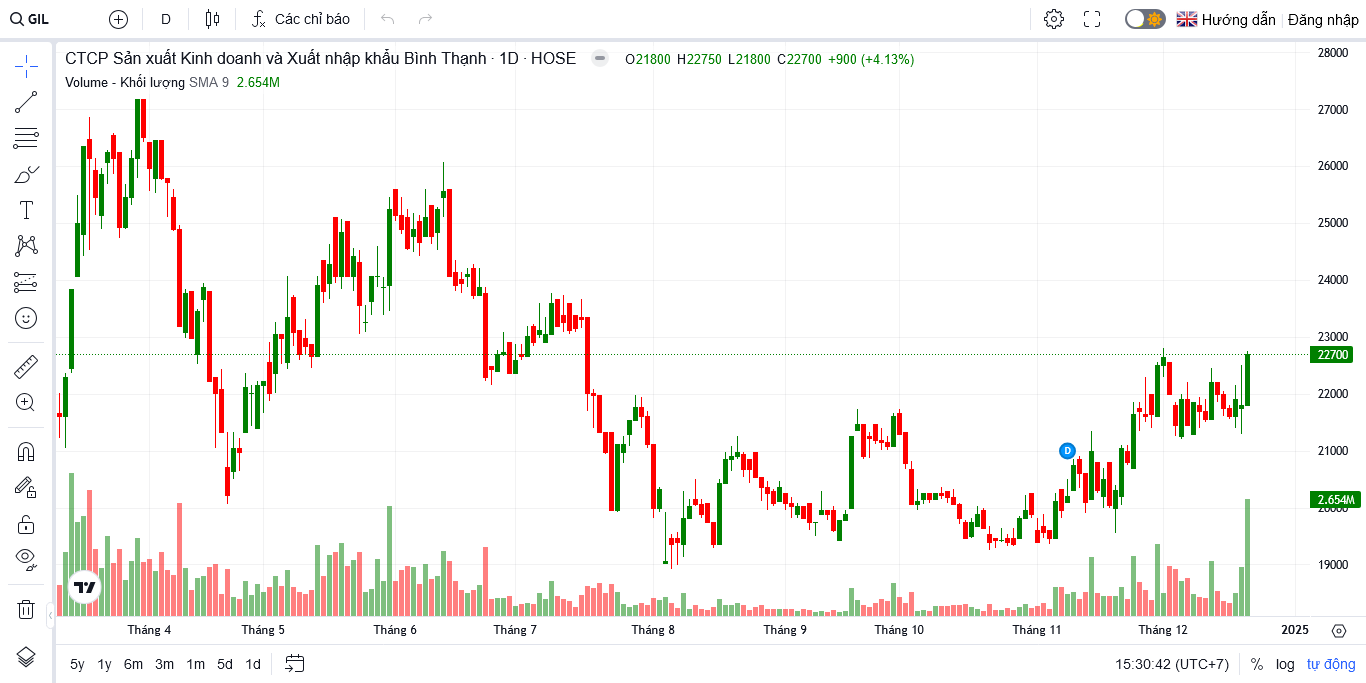 GIL D Các chỉ báo Hướng dẫn Đăng nhập
CTCP Sản xuất Kinh doanh và Xuất nhập khẩu Bình Thạnh · 1D · HOSE O21800 H22750 L21800 C22700 +900 (+4.13%)
Volume - Khối lượng SMA 9 2.654M
28000
27000
26000
25000
24000
23000
22700
22000
21000
D
2.654M
20000
19000
Tháng 4 Tháng 5 Tháng 6 Tháng 7 Tháng 8 Tháng 9 Tháng 10 Tháng 11 Tháng 12 2025
5y 1y 6m 3m 1m 5d 1d 15:30:42 (UTC+7) % log tự động